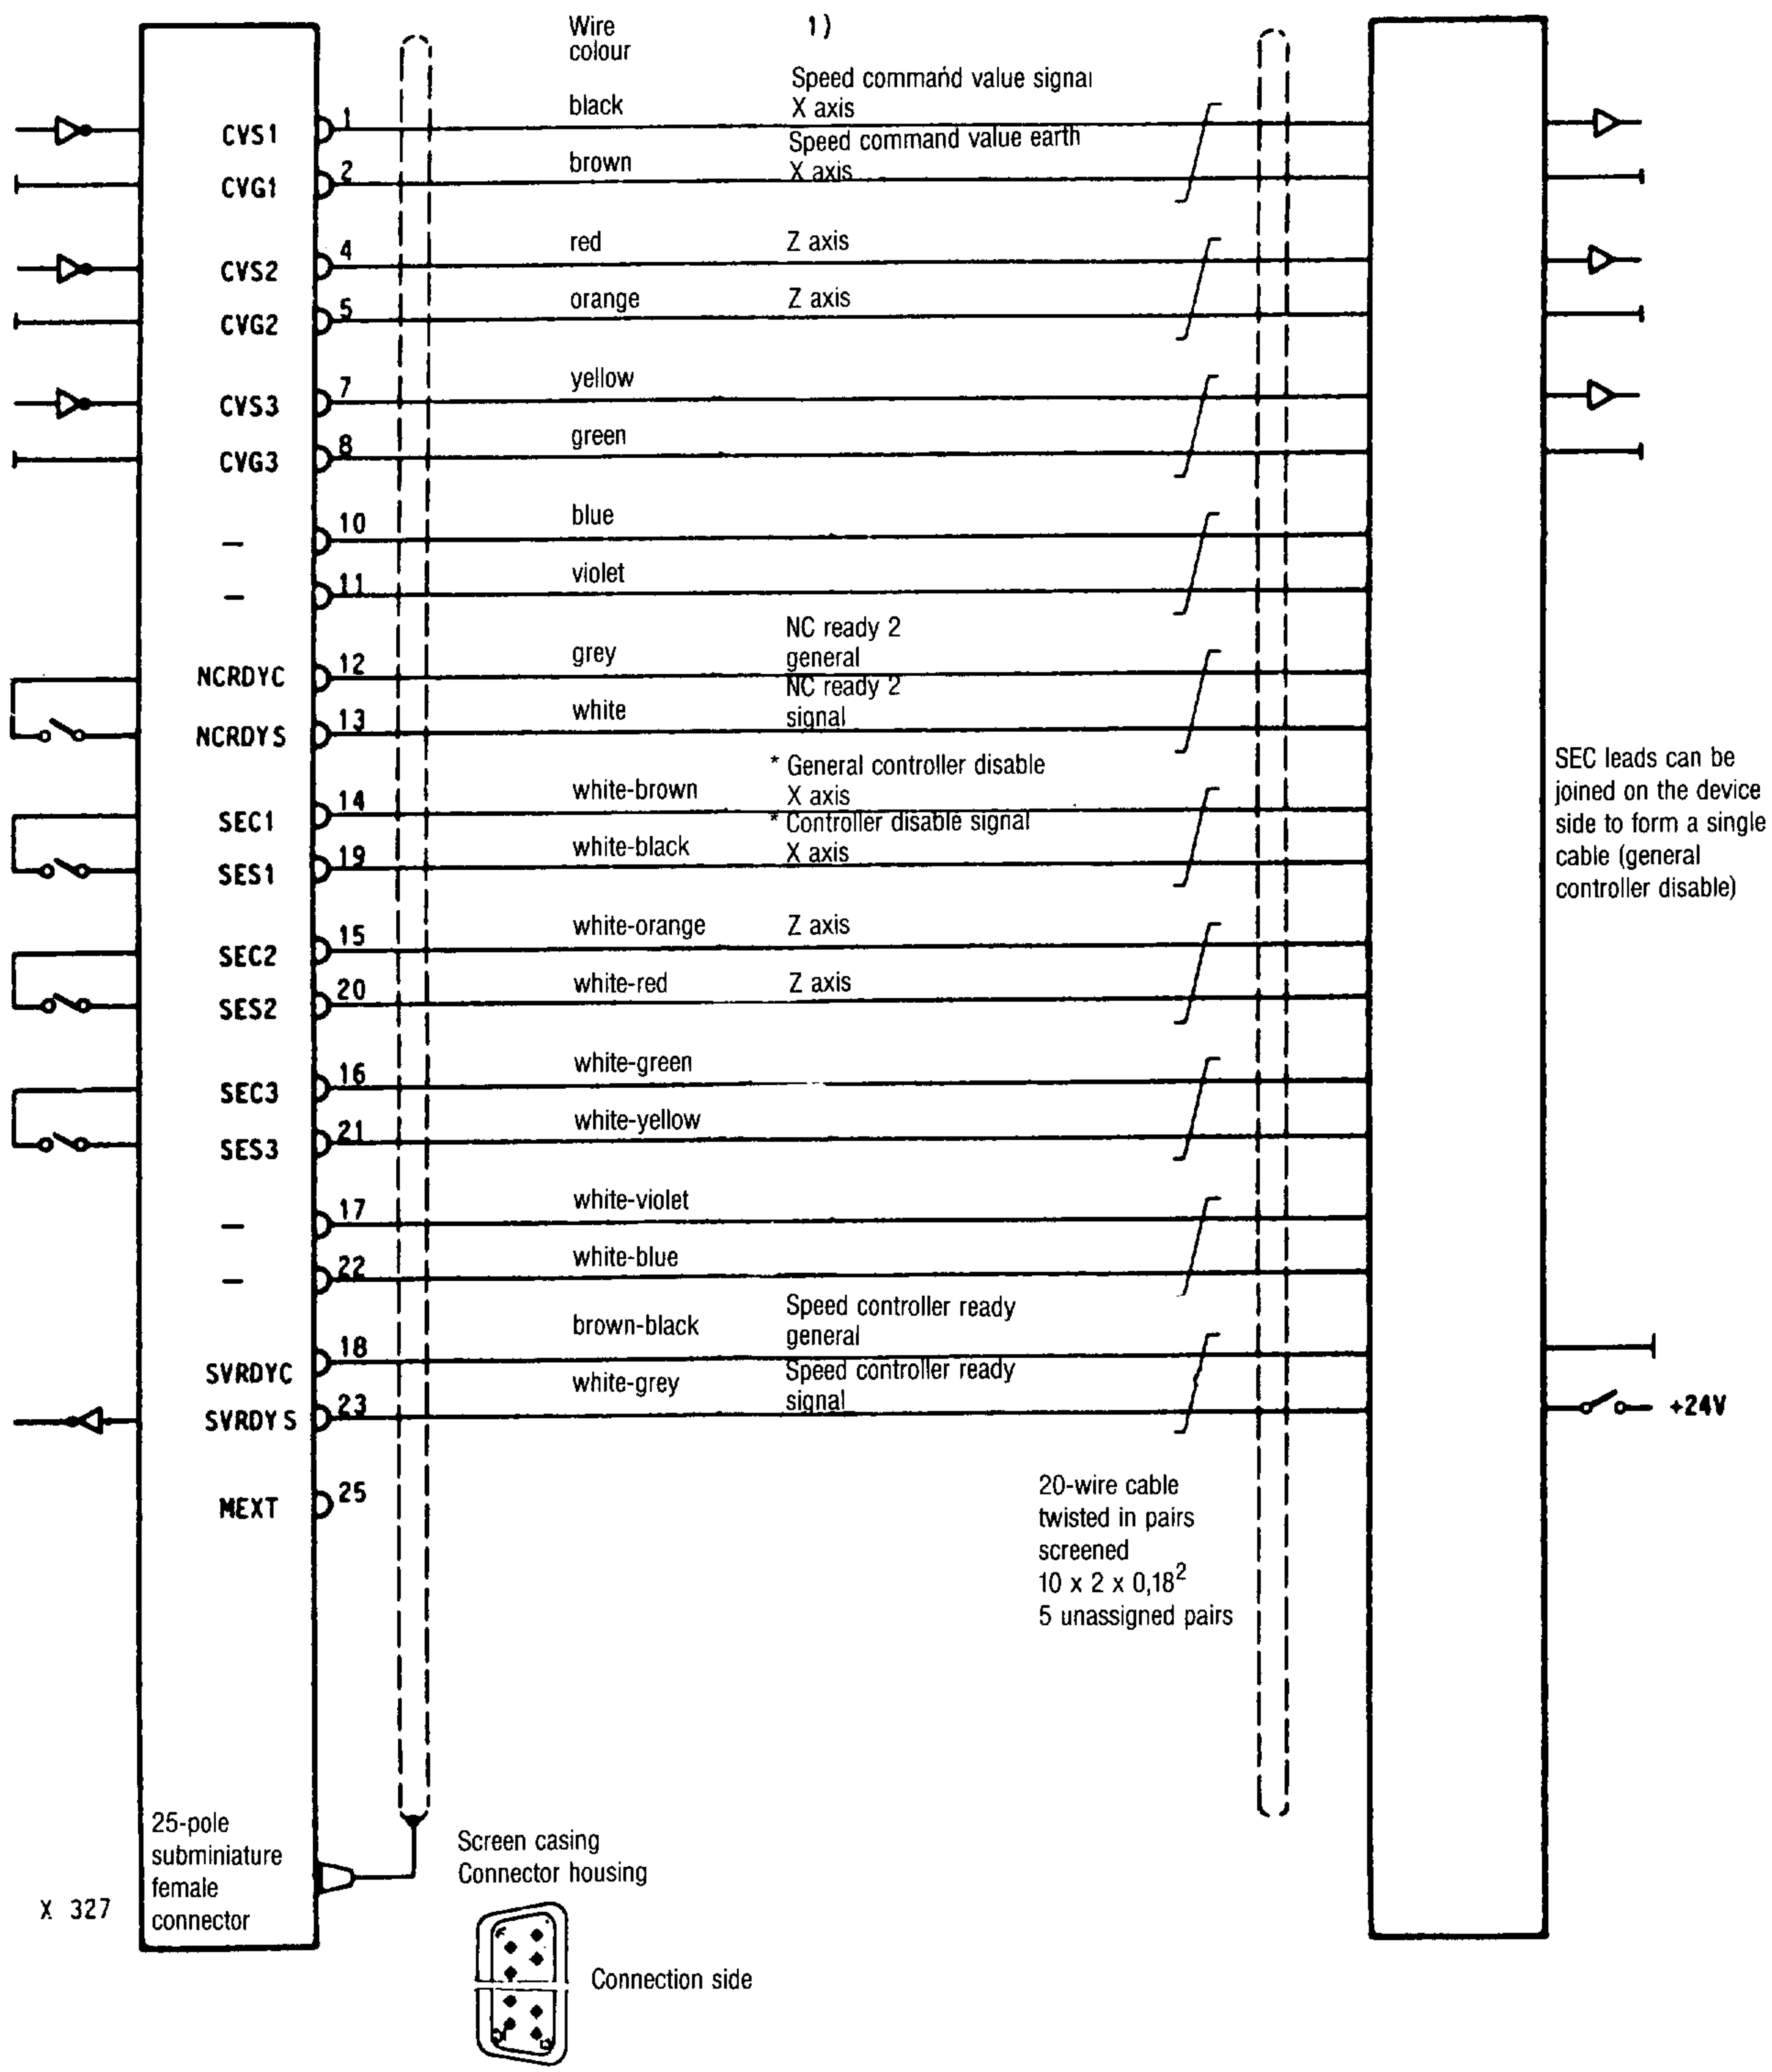 Wire
colour
1)
Speed command value signal
CVS1 1 black X axis
Speed command value earth
CVG1 2 brown X axis
CVS2 4 red Z axis
CVG2 5 orange Z axis
CVS3 7 yellow
CVG3 8 green
– 10 blue
– 11 violet
NC ready 2
NCRDYC 12 grey general
NC ready 2
NCRDYS 13 white signal
* General controller disable
SEC1 14 white-brown X axis
* Controller disable signal
SES1 19 white-black X axis
SEC2 15 white-orange Z axis
SES2 20 white-red Z axis
SEC3 16 white-green
SES3 21 white-yellow
– 17 white-violet
– 22 white-blue
Speed controller ready
SVRDYC 18 brown-black general
Speed controller ready
SVRDYS 23 white-grey signal
MEXT 25
SEC leads can be
joined on the device
side to form a single
cable (general
controller disable)
+24V
20-wire cable
twisted in pairs
screened
10 x 2 x 0,18²
5 unassigned pairs
25-pole
subminiature
female
connector
X 327
Screen casing
Connector housing
Connection side